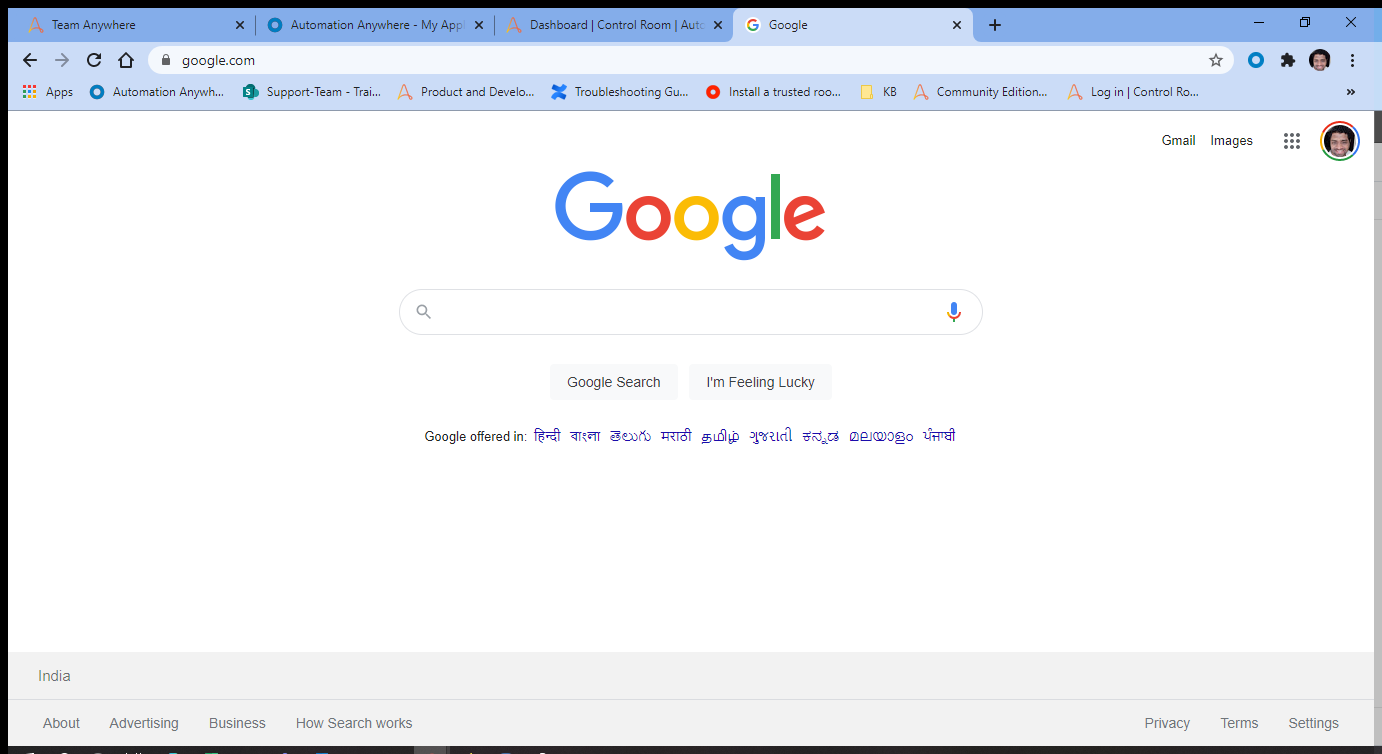 Team Anywhere Automation Anywhere - My Appl Dashboard | Control Room | Auto Google
google.com
Apps Automation Anywh... Support-Team - Trai... Product and Develo... Troubleshooting Gu... Install a trusted roo... KB Community Edition... Log in | Control Ro... »
Gmail Images
Google
Google Search I'm Feeling Lucky
Google offered in: हिन्दी বাংলা తెలుగు मराठी தமிழ் ગુજરાતી ಕನ್ನಡ മലയാളം ਪੰਜਾਬੀ
India
About Advertising Business How Search works Privacy Terms Settings